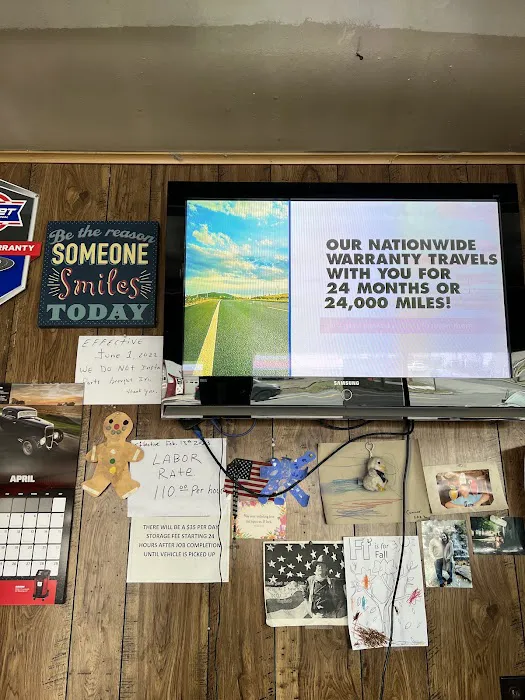 WARRANTY
Be the reason
SOMEONE
Smiles
TODAY
OUR NATIONWIDE
WARRANTY TRAVELS
WITH YOU FOR
24 MONTHS OR
24,000 MILES!
SAMSUNG
EFFECTIVE
June 1, 2022
WE DO NOT
APRIL
Feb.
LABOR
RATE
110 00 Per hour
THERE WILL BE A $35 PER DAY
STORAGE FEE STARTING 24
HOURS AFTER JOB COMPLETION
UNTIL VEHICLE IS PICKED UP
is for
Fall